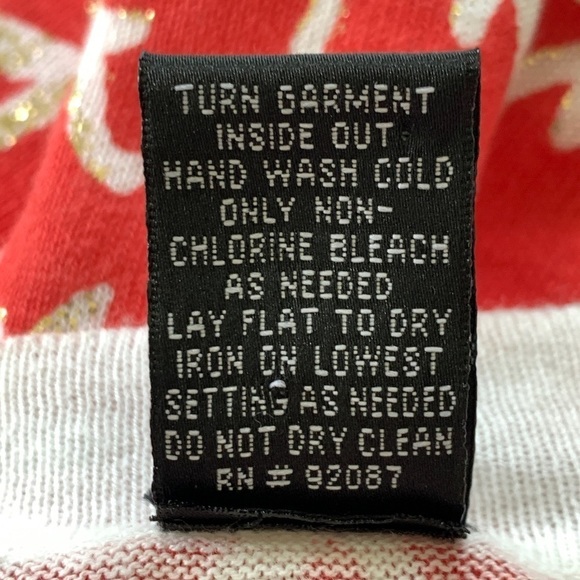 TURN GARMENT
INSIDE OUT
HAND WASH COLD
ONLY NON-
CHLORINE BLEACH
AS NEEDED
LAY FLAT TO DRY
IRON ON LOWEST
SETTING AS NEEDED
DO NOT DRY CLEAN
RN # 92087